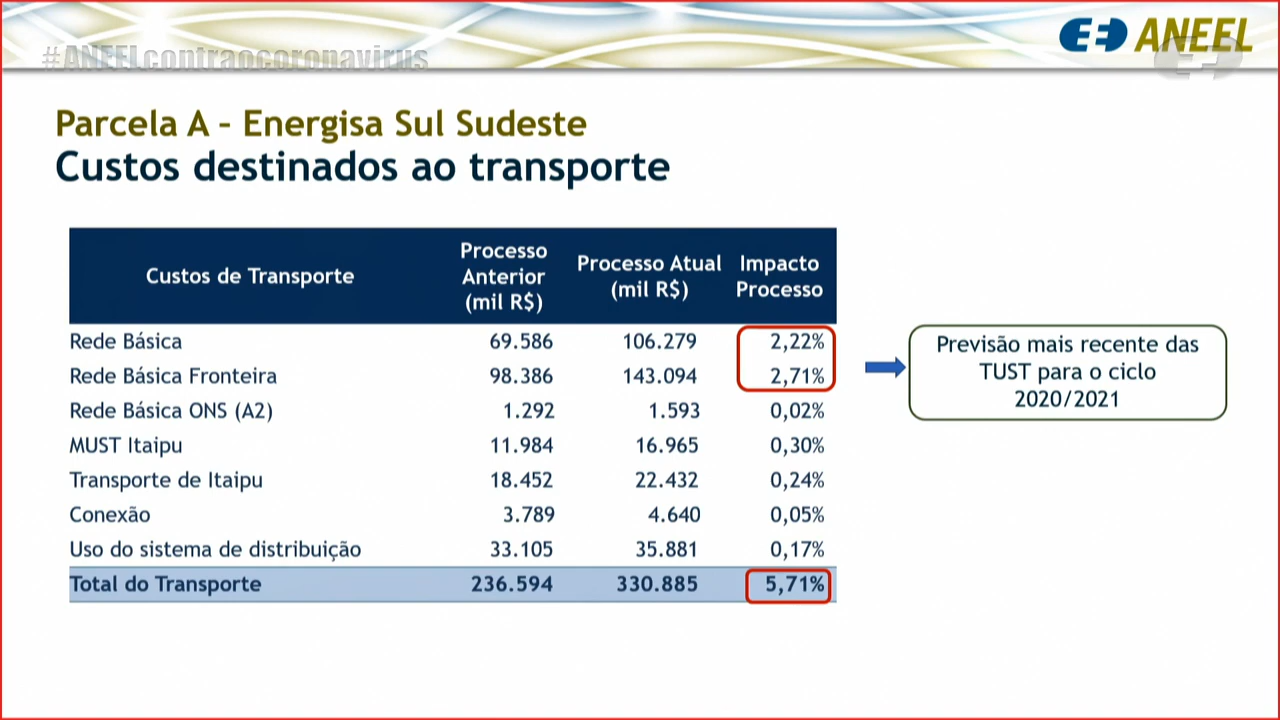 #ANEELcontraocoronavirus
ANEEL
Parcela A – Energisa Sul Sudeste
Custos destinados ao transporte
Custos de Transporte Processo Anterior (mil R$) Processo Atual (mil R$) Impacto Processo
Rede Básica 69.586 106.279 2,22%
Rede Básica Fronteira 98.386 143.094 2,71%
Rede Básica ONS (A2) 1.292 1.593 0,02%
MUST Itaipu 11.984 16.965 0,30%
Transporte de Itaipu 18.452 22.432 0,24%
Conexão 3.789 4.640 0,05%
Uso do sistema de distribuição 33.105 35.881 0,17%
Total do Transporte 236.594 330.885 5,71%
Previsão mais recente das
TUST para o ciclo
2020/2021